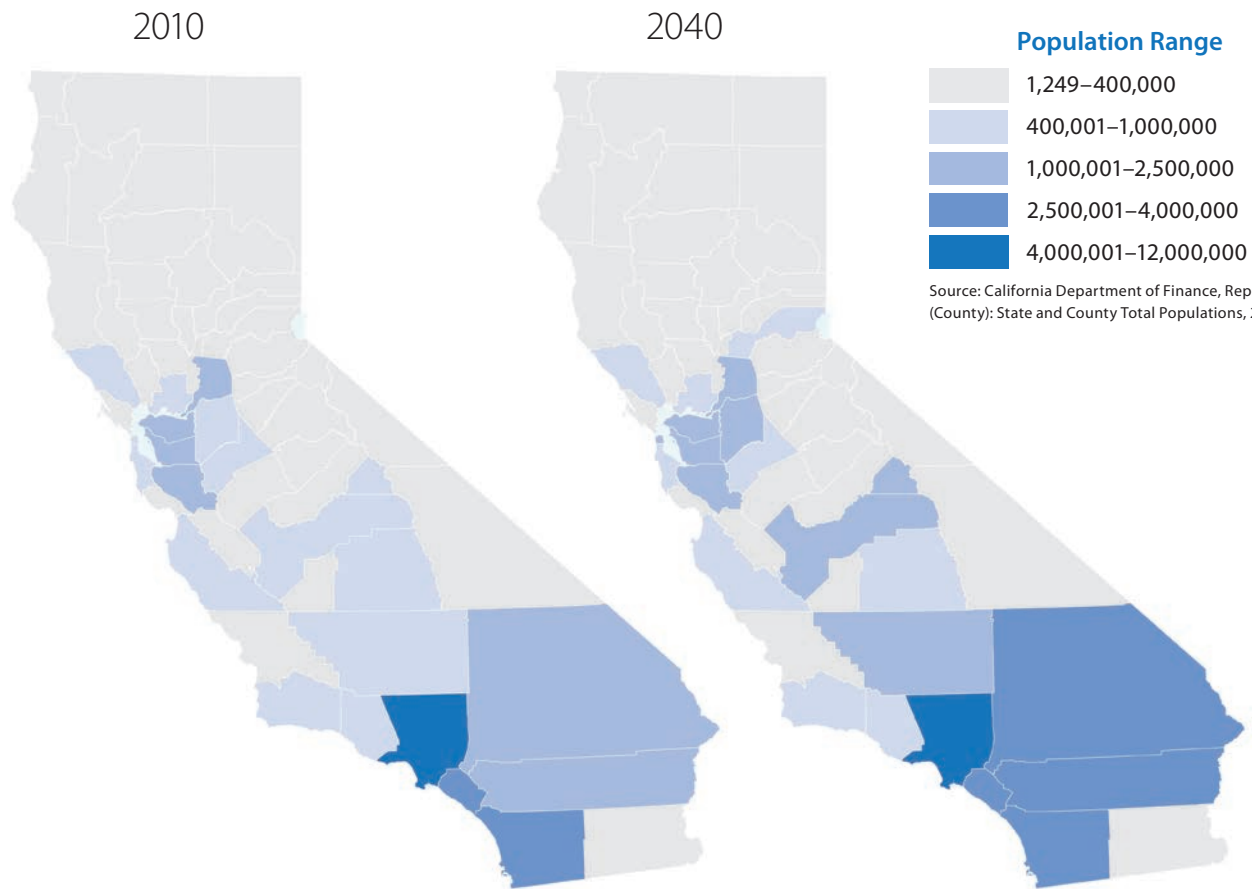 2010
2040
Population Range
1,249–400,000
400,001–1,000,000
1,000,001–2,500,000
2,500,001–4,000,000
4,000,001–12,000,000
Source: California Department of Finance, Rep
(County): State and County Total Populations,